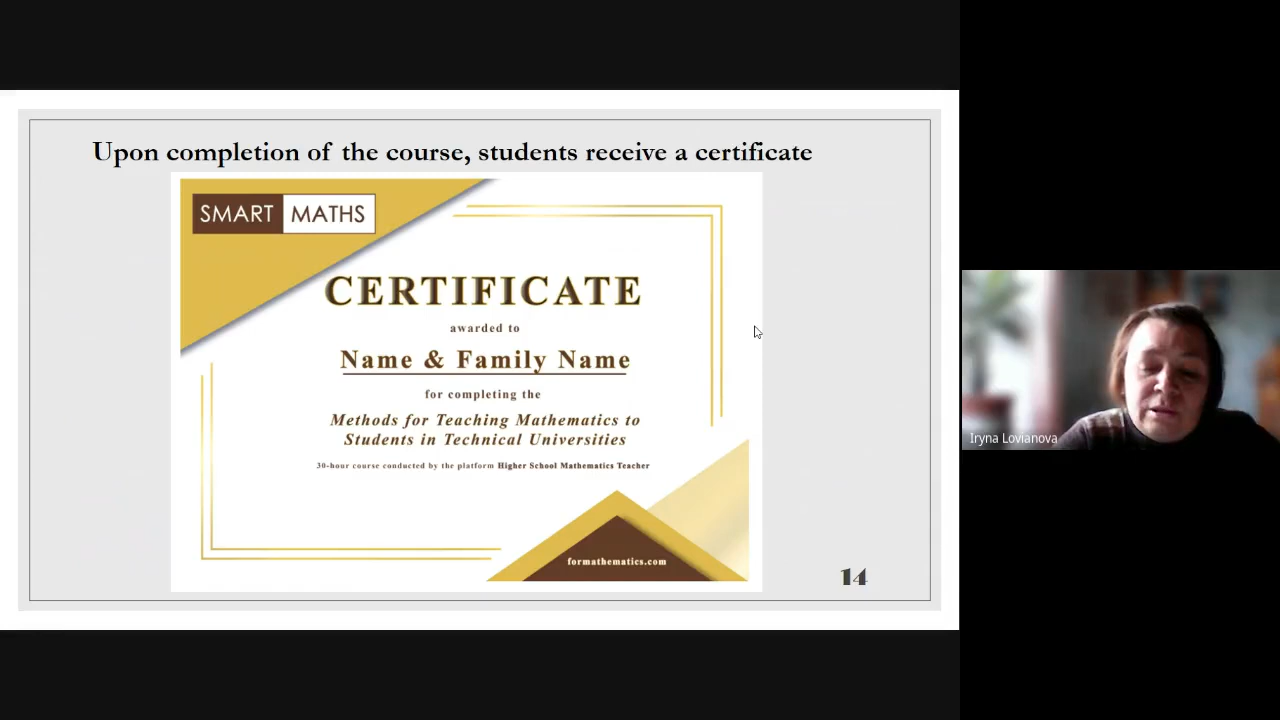 Upon completion of the course, students receive a certificate
SMART MATHS
CERTIFICATE
awarded to
Name & Family Name
for completing the
Methods for Teaching Mathematics to
Students in Technical Universities
30-hour course conducted by the platform Higher School Mathematics Teacher
formathematics.com
14
Iryna Lovianova